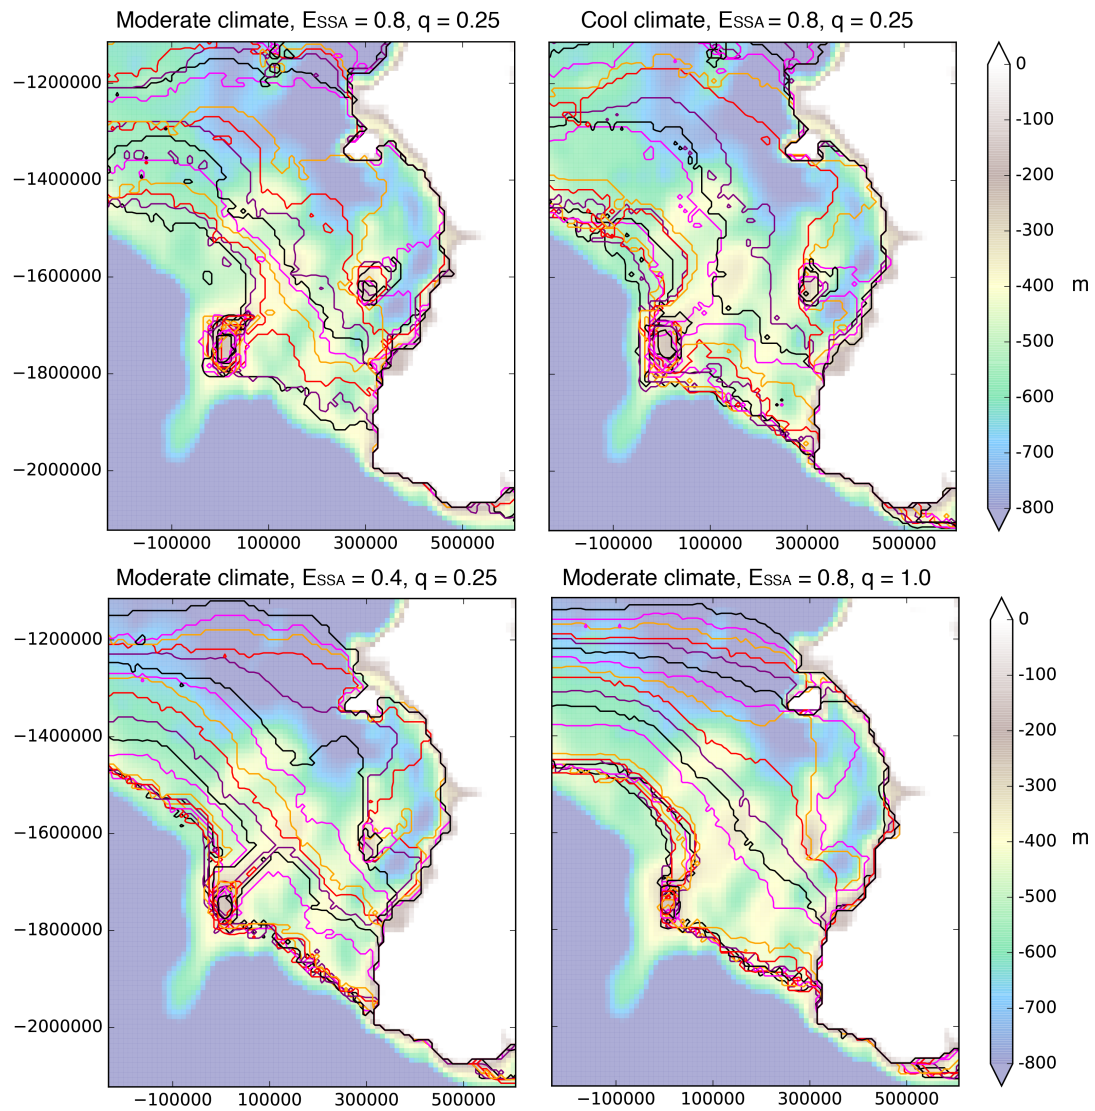 Moderate climate, ESSA = 0.8, q = 0.25
Cool climate, ESSA = 0.8, q = 0.25
−1200000
−1400000
−1600000
−1800000
−2000000
−100000 100000 300000 500000
−100000 100000 300000 500000
0
-100
-200
-300
-400
-500
-600
-700
-800
m
Moderate climate, ESSA = 0.4, q = 0.25
Moderate climate, ESSA = 0.8, q = 1.0
−1200000
−1400000
−1600000
−1800000
−2000000
−100000 100000 300000 500000
−100000 100000 300000 500000
0
-100
-200
-300
-400
-500
-600
-700
-800
m